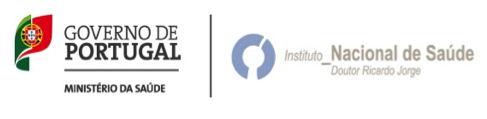 GOVERNO DE
PORTUGAL
MINISTÉRIO DA SAÚDE
Instituto_Nacional de Saúde
Doutor Ricardo Jorge